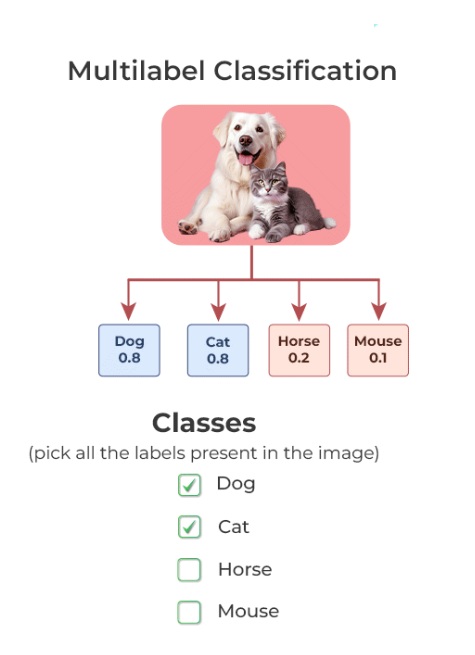 Multilabel Classification
Dog
0.8
Cat
0.8
Horse
0.2
Mouse
0.1
Classes
(pick all the labels present in the image)
Dog
Cat
Horse
Mouse